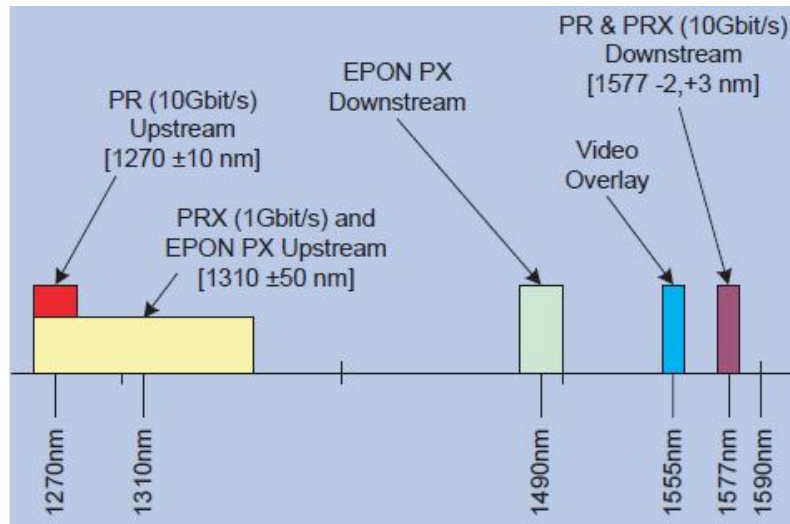 PR & PRX (10Gbit/s)
Downstream
[1577 -2,+3 nm]
EPON PX
Downstream
PR (10Gbit/s)
Upstream
[1270 ±10 nm]
Video
Overlay
PRX (1Gbit/s) and
EPON PX Upstream
[1310 ±50 nm]
1270nm
1310nm
1490nm
1555nm
1577nm
1590nm